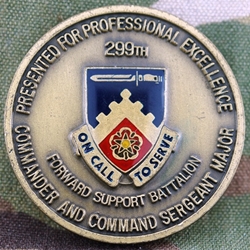 PRESENTED FOR PROFESSIONAL EXCELLENCE
299TH
ON CALL TO SERVE
FORWARD SUPPORT BATTALION
COMMANDER AND COMMAND SERGEANT MAJOR